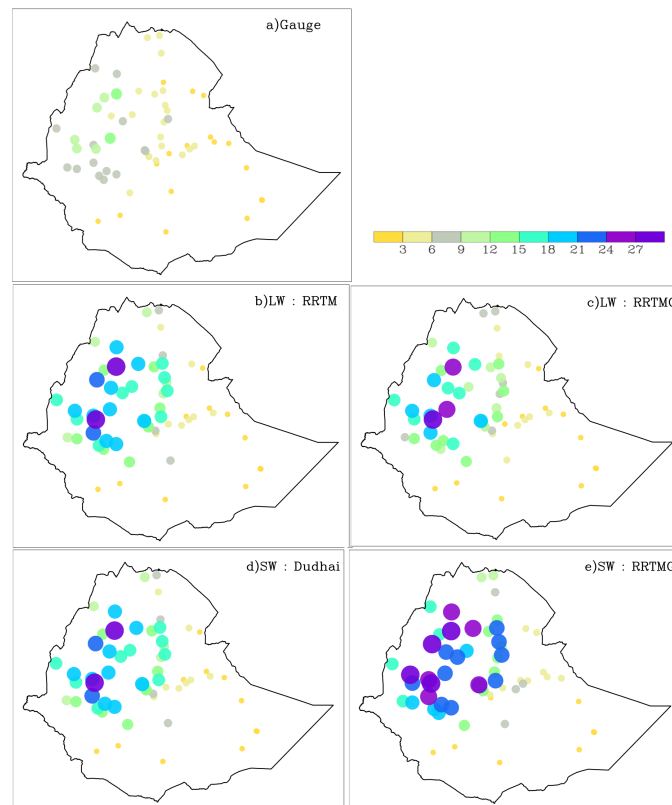 a)Gauge
3 6 9 12 15 18 21 24 27
b)LW : RRTM
c)LW : RRTMG
d)SW : Dudhai
e)SW : RRTMG